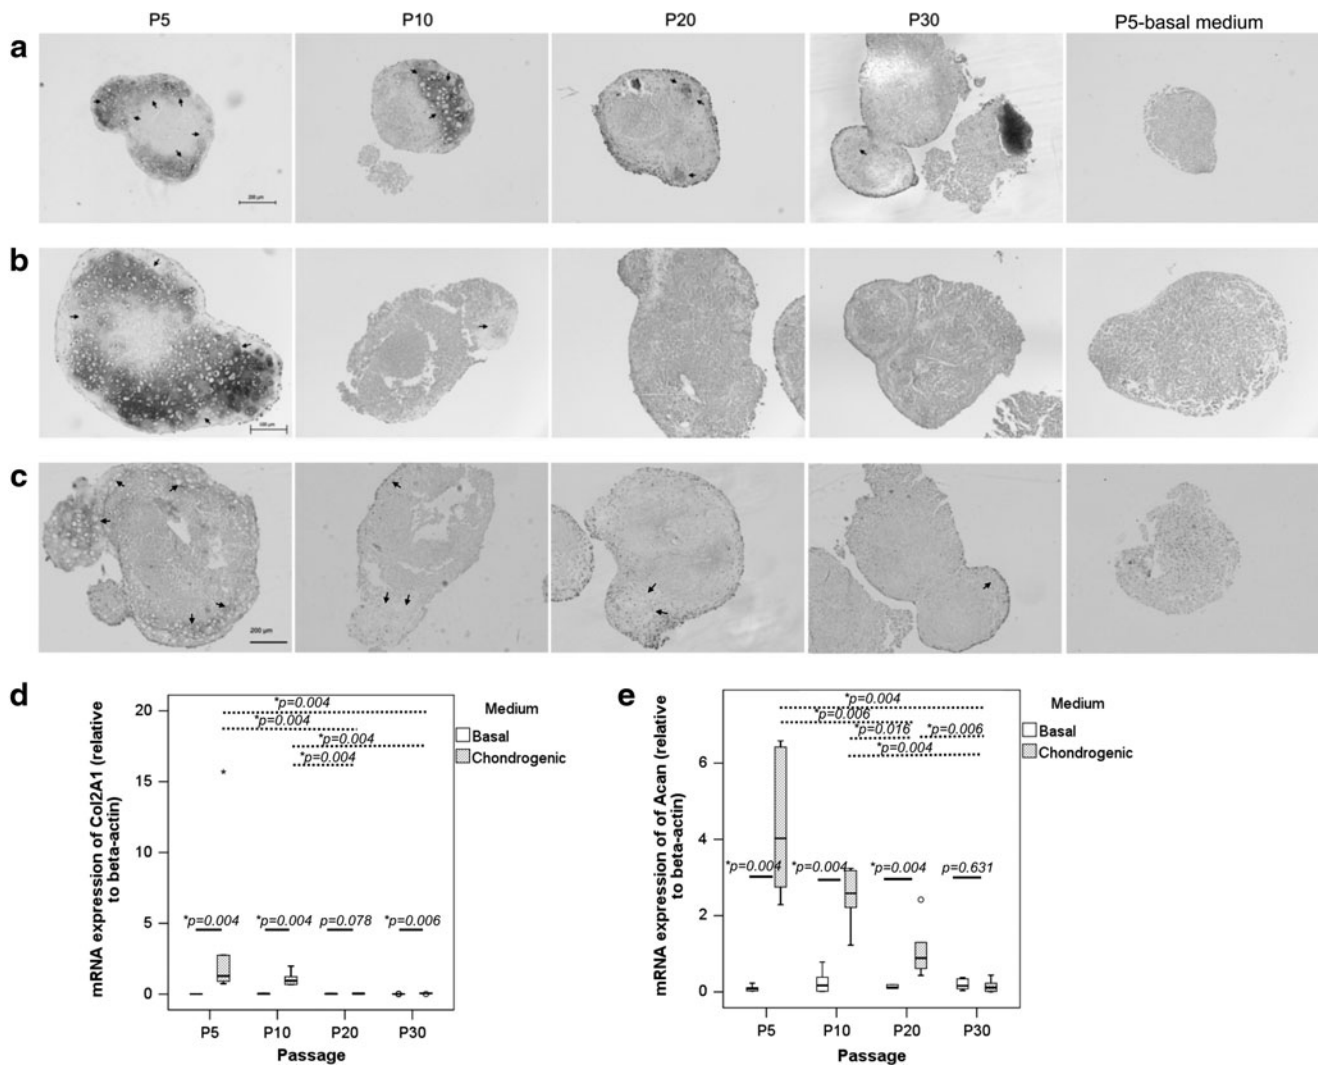 P5 P10 P20 P30 P5-basal medium
a
200 µm
b
c
200 µm
d
mRNA expression of Col2A1 (relative
to beta-actin)
20
15
10
5
0
*p=0.004
*p=0.004
*p=0.004
*p=0.004
*
*p=0.004 *p=0.004 p=0.078 *p=0.006
P5 P10 P20 P30
Passage
Medium
Basal
Chondrogenic
e
mRNA expression of of Acan (relative
to beta-actin)
6
4
2
0
*p=0.004
*p=0.006
*p=0.016 *p=0.006
*p=0.004
*p=0.004 *p=0.004 *p=0.004 p=0.631
P5 P10 P20 P30
Passage
Medium
Basal
Chondrogenic